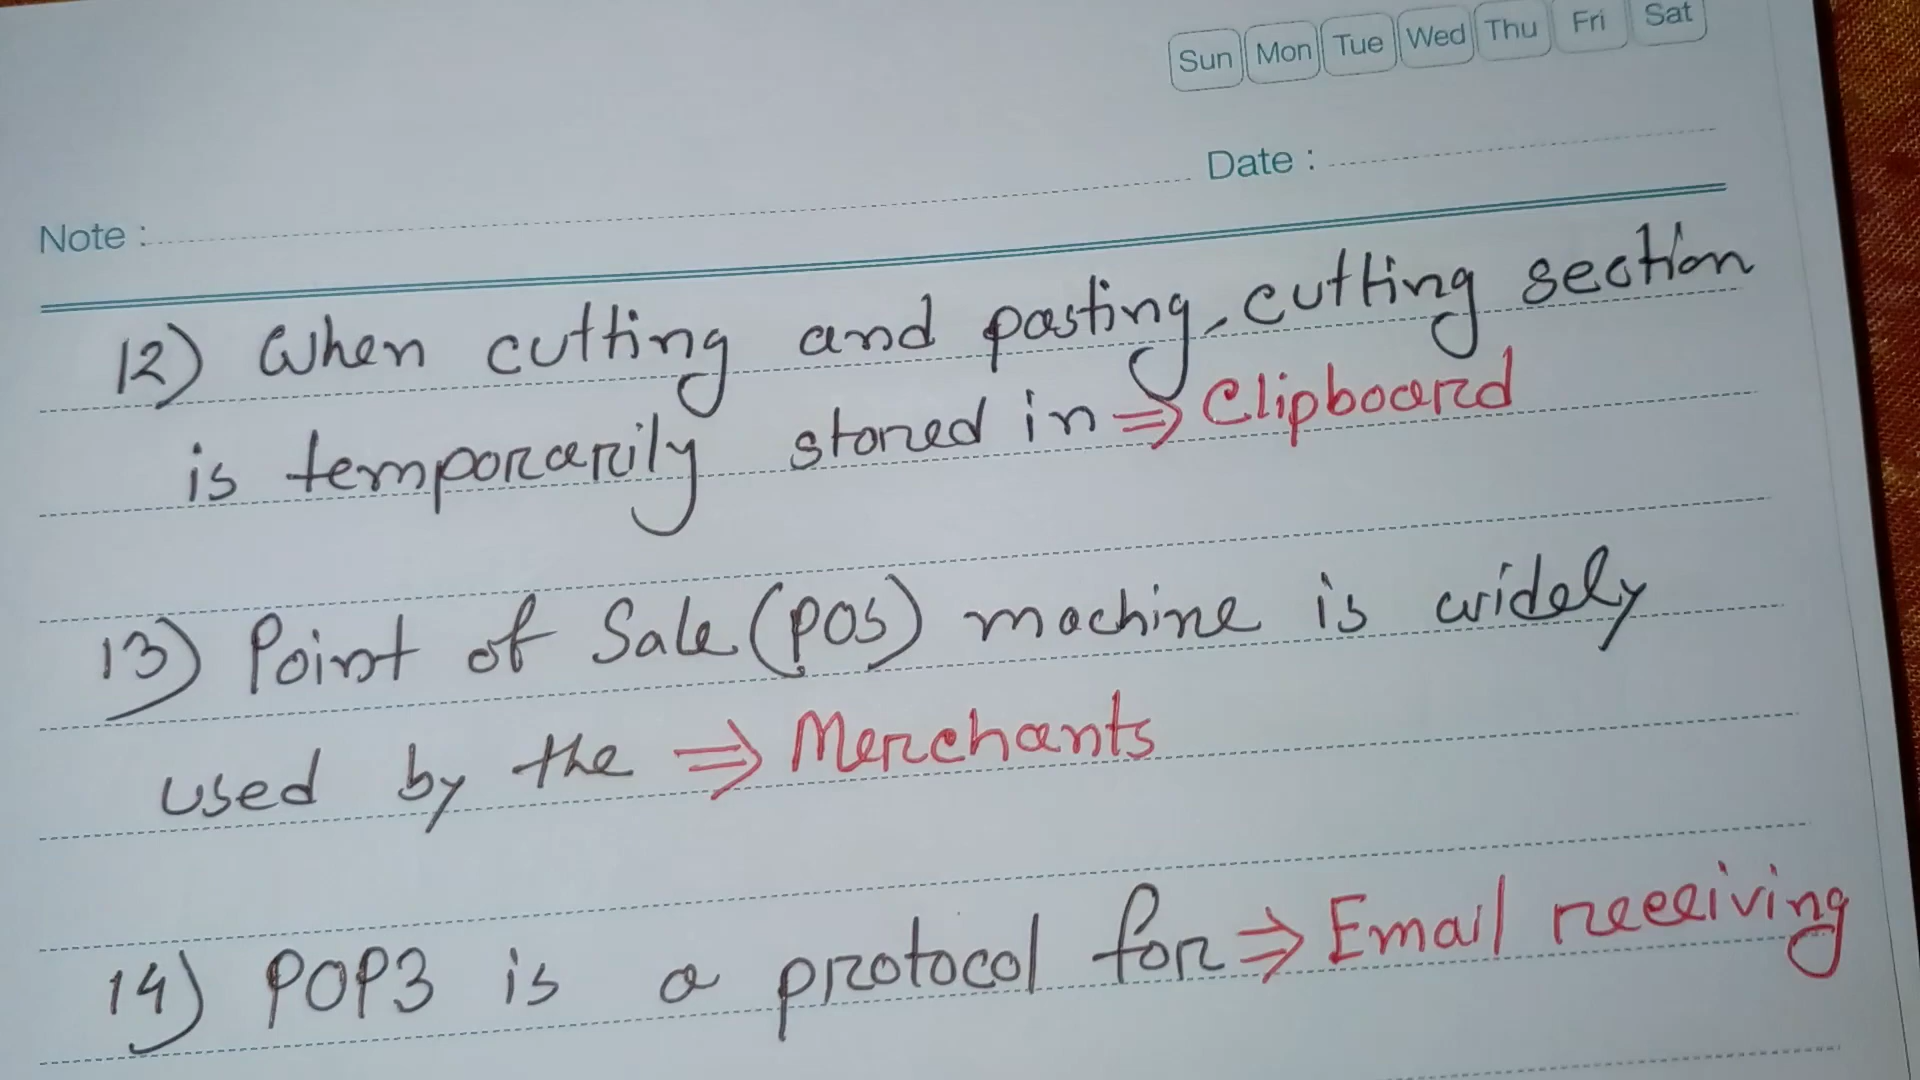 Sun Mon Tue Wed Thu Fri Sat
Date :
Note :
12) When cutting and pasting, cutting section
is temporarily stored in ⇒ Clipboard
13) Point of Sale (POS) machine is widely
used by the ⇒ Merchants
14) POP3 is a protocol for ⇒ Email receiving